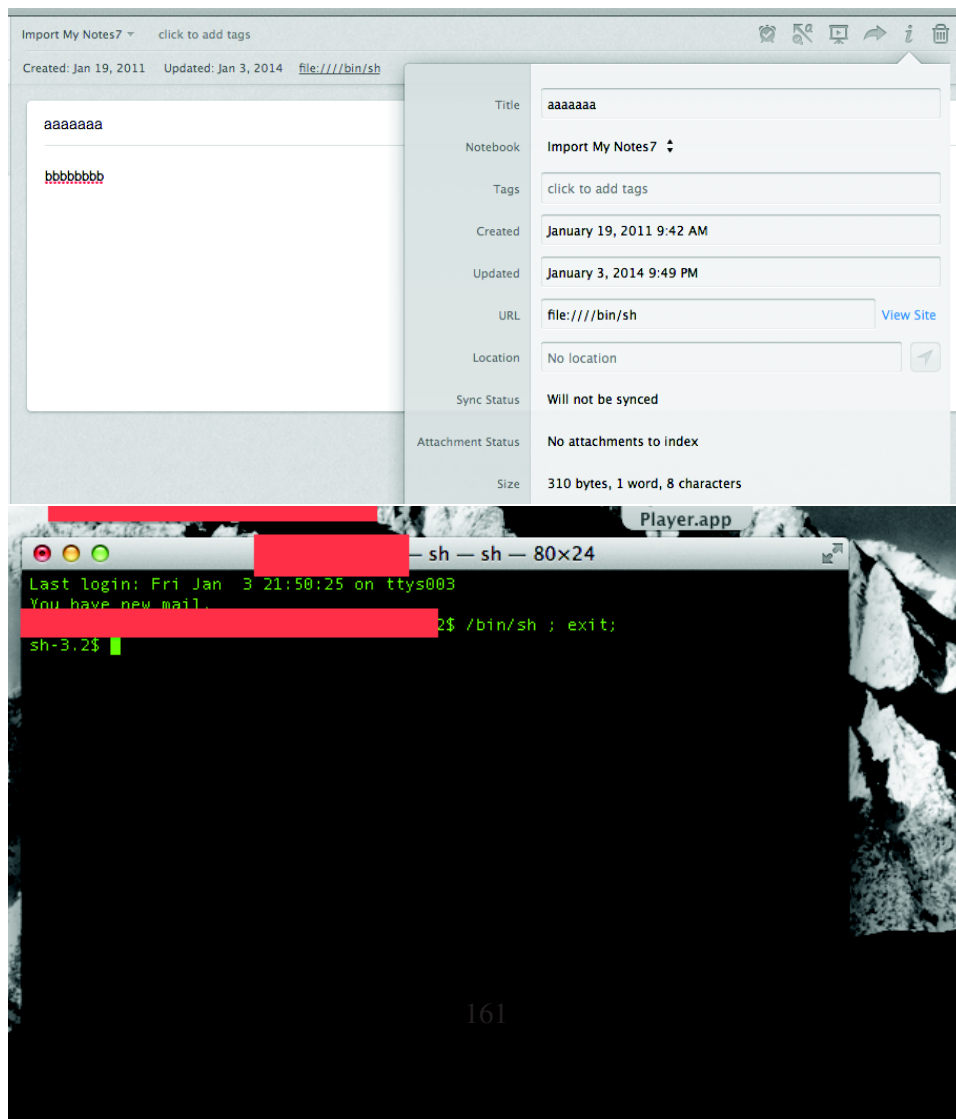 Import My Notes7 click to add tags
Created: Jan 19, 2011 Updated: Jan 3, 2014 file:////bin/sh
aaaaaaa
bbbbbbbb
Title aaaaaaa
Notebook Import My Notes7
Tags click to add tags
Created January 19, 2011 9:42 AM
Updated January 3, 2014 9:49 PM
URL file:////bin/sh View Site
Location No location
Sync Status Will not be synced
Attachment Status No attachments to index
Size 310 bytes, 1 word, 8 characters
Player.app
— sh — sh — 80×24
Last login: Fri Jan  3 21:50:25 on ttys003
You have new mail.
2$ /bin/sh ; exit;
sh-3.2$
161